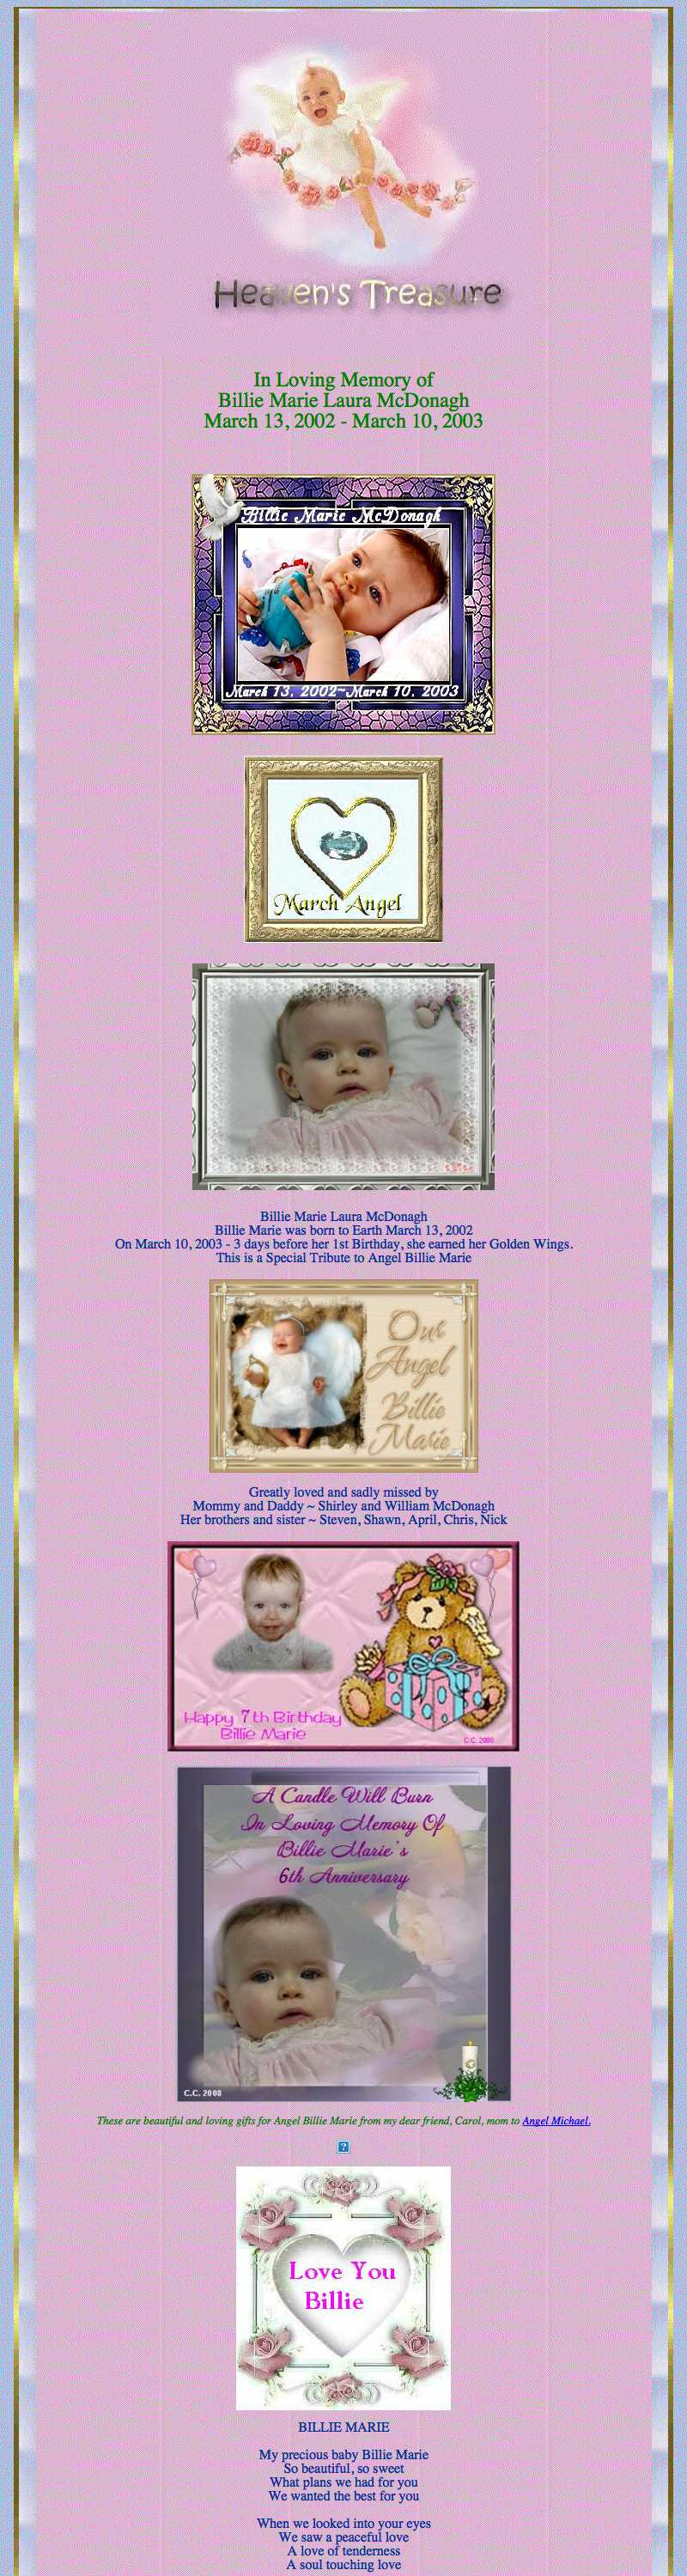 Heaven's Treasure
In Loving Memory of
Billie Marie Laura McDonagh
March 13, 2002 - March 10, 2003
Billie Marie McDonagh
March 13, 2002~March 10, 2003
March Angel
Billie Marie Laura McDonagh
Billie Marie was born to Earth March 13, 2002
On March 10, 2003 - 3 days before her 1st Birthday, she earned her Golden Wings.
This is a Special Tribute to Angel Billie Marie
Our
Angel
Billie
Marie
Greatly loved and sadly missed by
Mommy and Daddy ~ Shirley and William McDonagh
Her brothers and sister ~ Steven, Shawn, April, Chris, Nick
Happy 7th Birthday
Billie Marie
C.C. 2008
A Candle Will Burn
In Loving Memory Of
Billie Marie's
6th Anniversary
C.C. 2008
These are beautiful and loving gifts for Angel Billie Marie from my dear friend, Carol, mom to Angel Michael.
?
Love You
Billie
BILLIE MARIE
My precious baby Billie Marie
So beautiful, so sweet
What plans we had for you
We wanted the best for you
When we looked into your eyes
We saw a peaceful love
A love of tenderness
A soul touching love